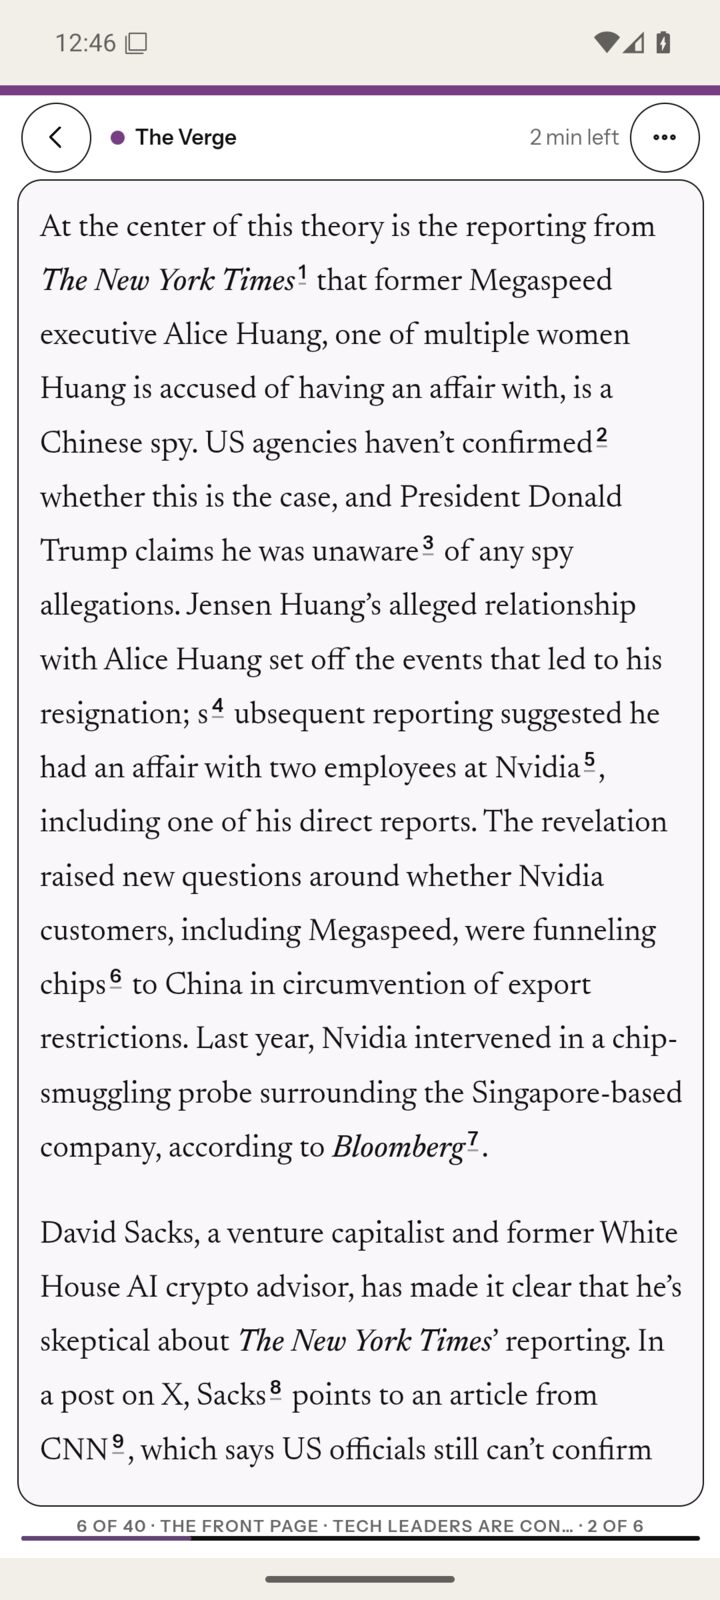 12:46
The Verge
2 min left
At the center of this theory is the reporting from
The New York Times1 that former Megaspeed
executive Alice Huang, one of multiple women
Huang is accused of having an affair with, is a
Chinese spy. US agencies haven’t confirmed2
whether this is the case, and President Donald
Trump claims he was unaware3 of any spy
allegations. Jensen Huang’s alleged relationship
with Alice Huang set off the events that led to his
resignation; s4 ubsequent reporting suggested he
had an affair with two employees at Nvidia5,
including one of his direct reports. The revelation
raised new questions around whether Nvidia
customers, including Megaspeed, were funneling
chips6 to China in circumvention of export
restrictions. Last year, Nvidia intervened in a chip-
smuggling probe surrounding the Singapore-based
company, according to Bloomberg7.
David Sacks, a venture capitalist and former White
House AI crypto advisor, has made it clear that he’s
skeptical about The New York Times’ reporting. In
a post on X, Sacks8 points to an article from
CNN9, which says US officials still can’t confirm
6 OF 40 · THE FRONT PAGE · TECH LEADERS ARE CON... · 2 OF 6